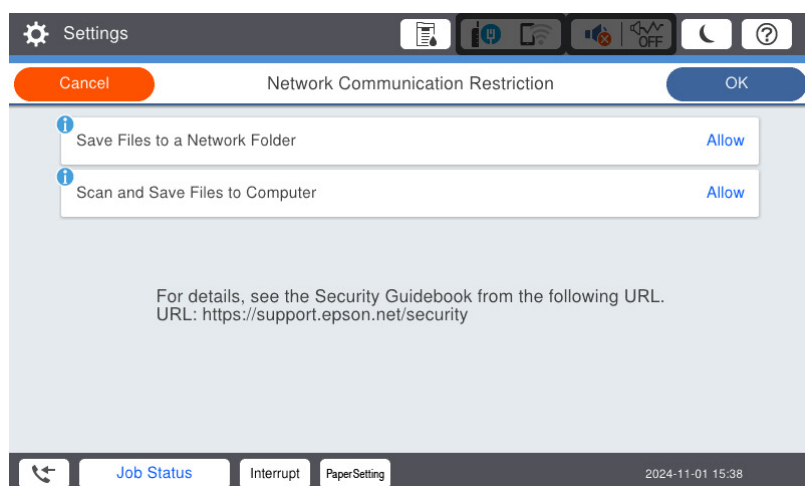 Settings
OFF
Cancel
Network Communication Restriction
OK
Save Files to a Network Folder
Allow
Scan and Save Files to Computer
Allow
For details, see the Security Guidebook from the following URL.
URL: https://support.epson.net/security
Job Status
Interrupt
PaperSetting
2024-11-01 15:38